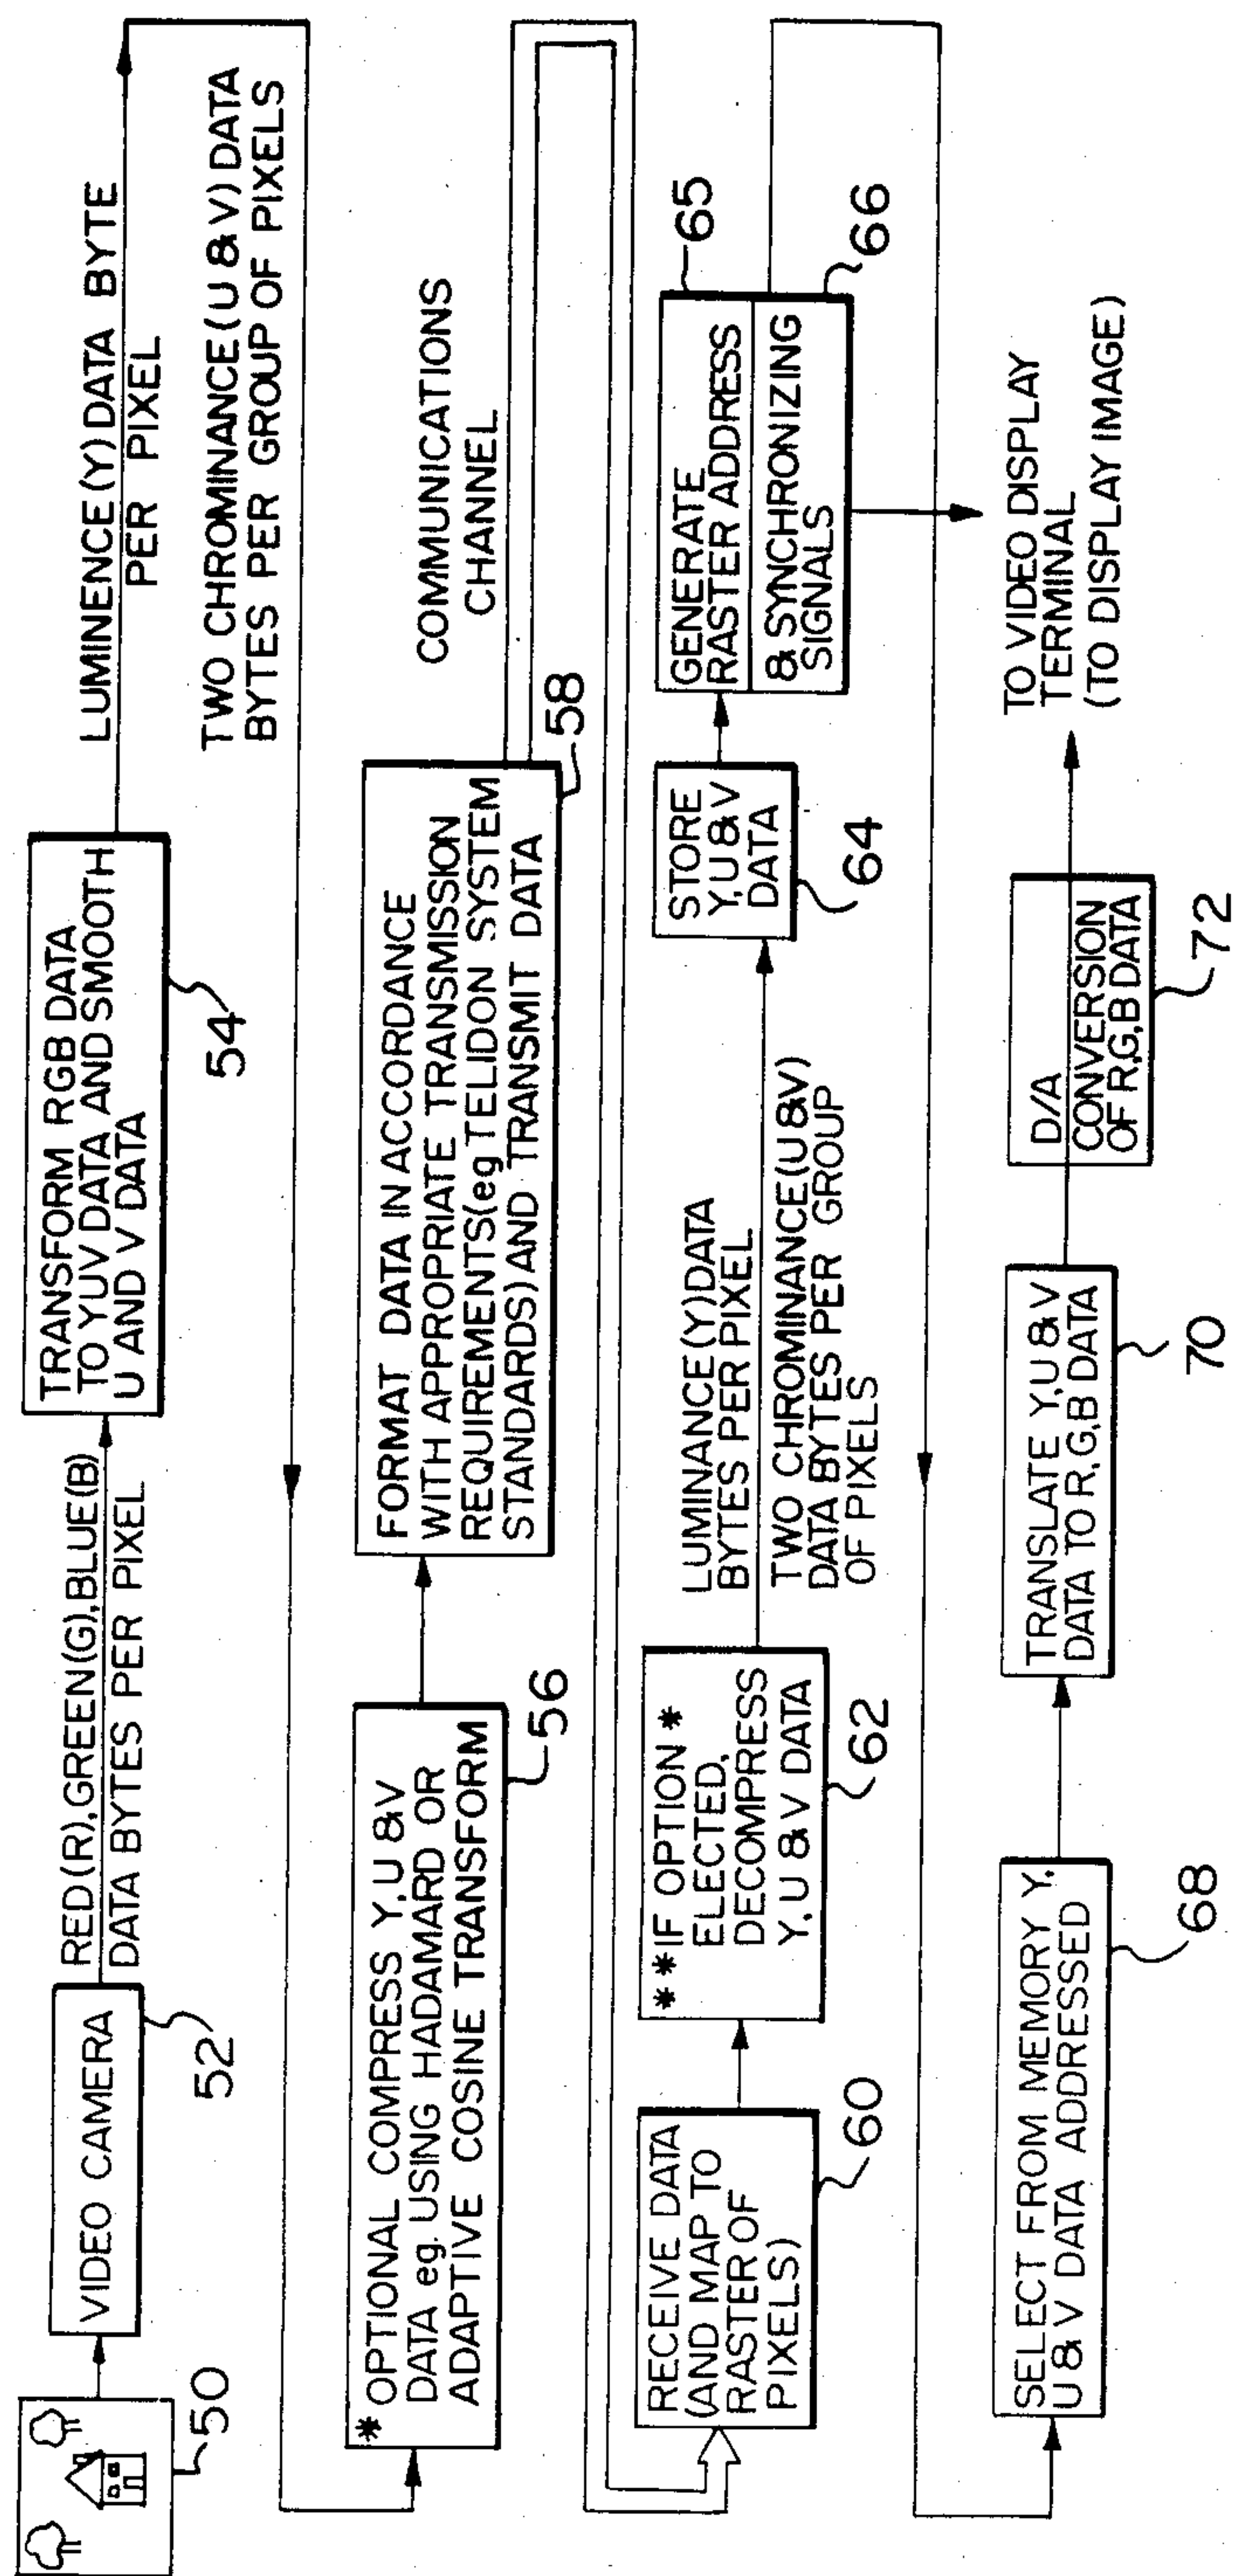 50
VIDEO CAMERA
52
RED(R),GREEN(G),BLUE(B)
DATA BYTES PER PIXEL
TRANSFORM RGB DATA
TO YUV DATA AND SMOOTH
U AND V DATA
54
LUMINENCE(Y) DATA BYTE
PER PIXEL
TWO CHROMINANCE(U & V) DATA
BYTES PER GROUP OF PIXELS
* OPTIONAL COMPRESS Y,U & V
DATA eg. USING HADAMARD OR
ADAPTIVE COSINE TRANSFORM
56
FORMAT DATA IN ACCORDANCE
WITH APPROPRIATE TRANSMISSION
REQUIREMENTS(eg TELIDON SYSTEM
STANDARDS) AND TRANSMIT DATA
58
COMMUNICATIONS
CHANNEL
RECEIVE DATA
(AND MAP TO
RASTER OF
PIXELS)
60
* * IF OPTION *
ELECTED,
DECOMPRESS
Y, U & V DATA
62
LUMINANCE(Y)DATA
BYTES PER PIXEL
TWO CHROMINANCE(U&V)
DATA BYTES PER GROUP
OF PIXELS
STORE
Y,U & V
DATA
64
GENERATE
RASTER ADDRESS
65
& SYNCHRONIZING
SIGNALS
66
SELECT FROM MEMORY Y,
U & V DATA ADDRESSED
68
TRANSLATE Y,U & V
DATA TO R,G,B DATA
70
D/A
CONVERSION
OF R,G,B DATA
72
TO VIDEO DISPLAY
TERMINAL
(TO DISPLAY IMAGE)